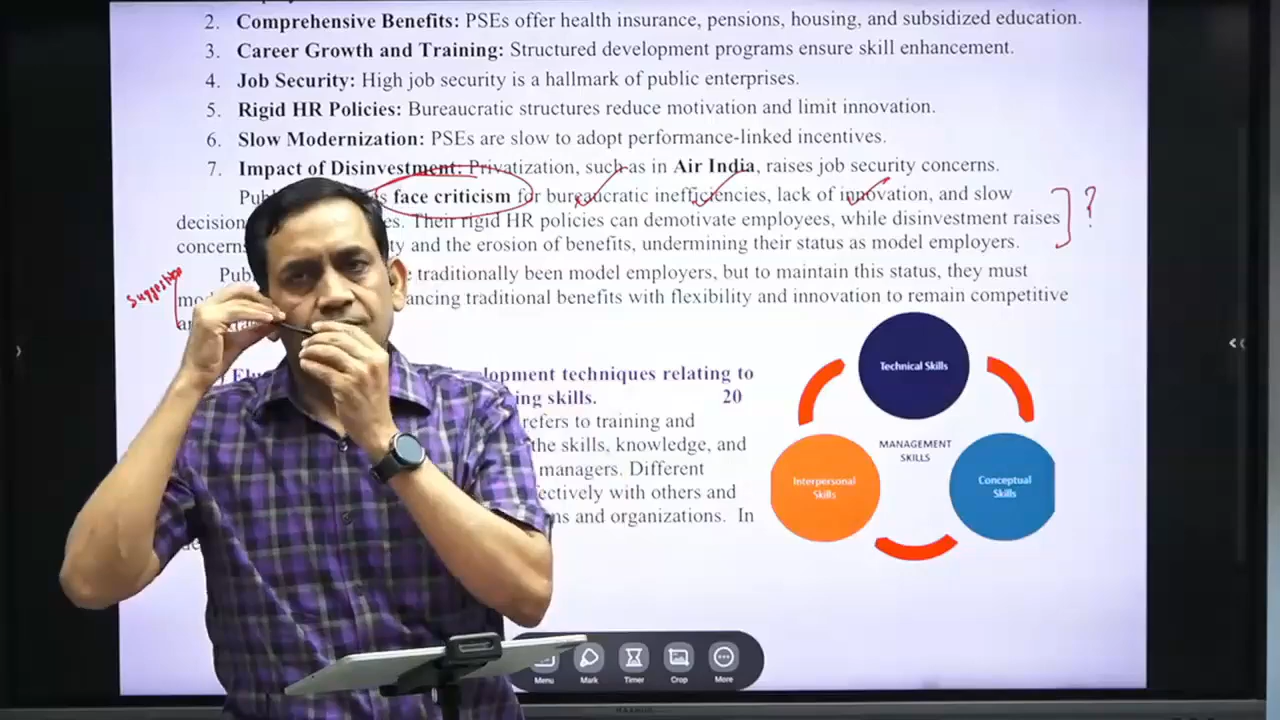 2. Comprehensive Benefits: PSEs offer health insurance, pensions, housing, and subsidized education.
3. Career Growth and Training: Structured development programs ensure skill enhancement.
4. Job Security: High job security is a hallmark of public enterprises.
5. Rigid HR Policies: Bureaucratic structures reduce motivation and limit innovation.
6. Slow Modernization: PSEs are slow to adopt performance-linked incentives.
7. Impact of Disinvestment: Privatization, such as in Air India, raises job security concerns.
face criticism for bureaucratic inefficiencies, lack of innovation, and slow
Their rigid HR policies can demotivate employees, while disinvestment raises
and the erosion of benefits, undermining their status as model employers.
?
Suggestion
traditionally been model employers, but to maintain this status, they must
traditional benefits with flexibility and innovation to remain competitive
techniques relating to
skills. 20
refers to training and
the skills, knowledge, and
managers. Different
with others and
and organizations. In
Technical Skills
MANAGEMENT
SKILLS
Interpersonal
Skills
Conceptual
Skills
Menu Mark Timer Crop More